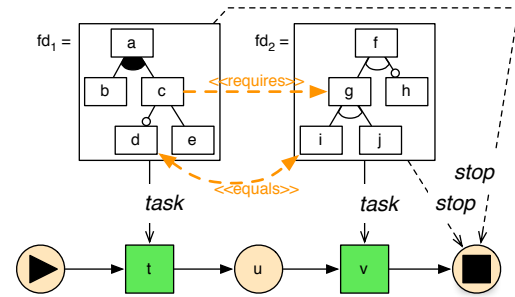 fd1 =
a
fd2 =
f
b
c
<<requires>>
g
h
d
e
i
j
<<equals>>
task
task
stop
stop
t
u
v